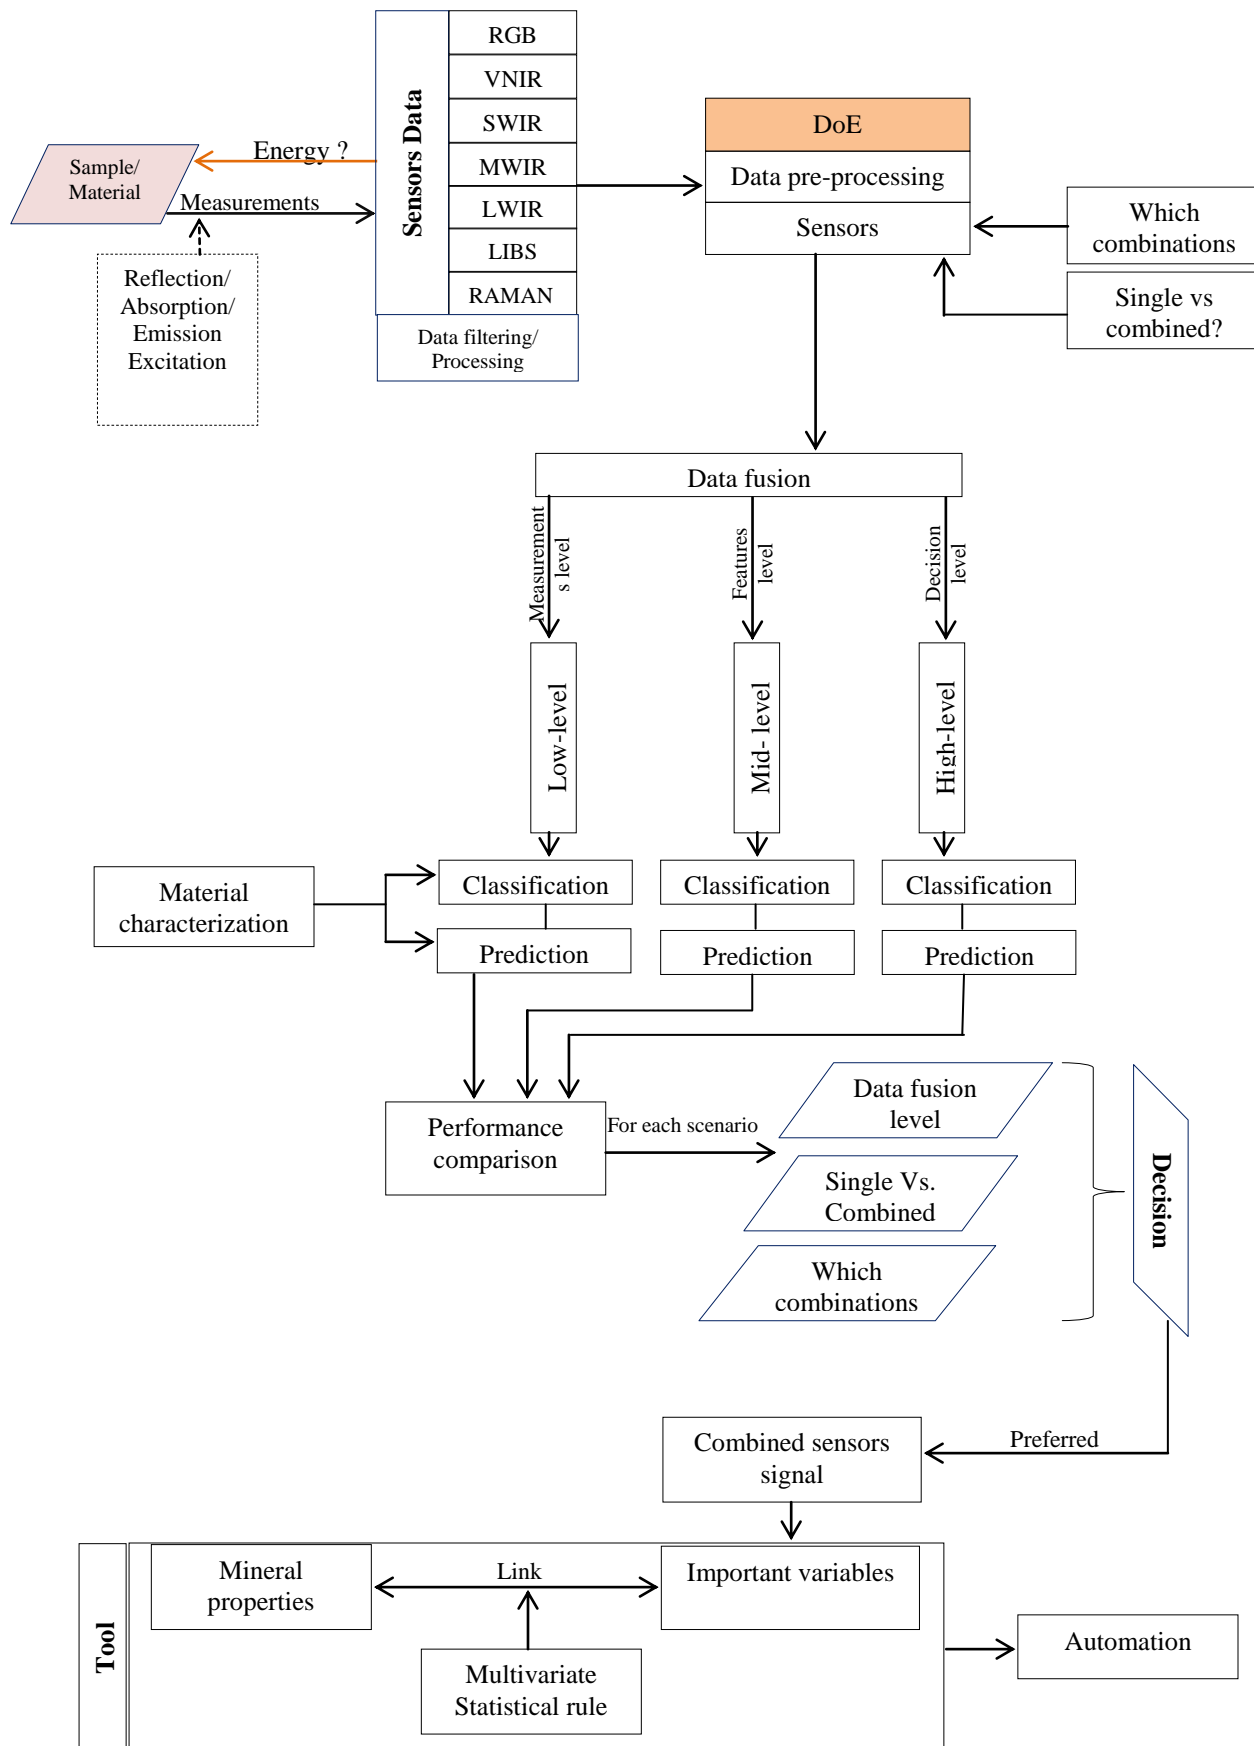 RGB
VNIR
SWIR
MWIR
LWIR
LIBS
RAMAN
Sensors Data
Data filtering/
Processing
Energy ?
Sample/
Material
Measurements
Reflection/
Absorption/
Emission
Excitation
DoE
Data pre-processing
Sensors
Which
combinations
Single vs
combined?
Data fusion
Measurement
s level
Features
level
Decision
level
Low-level
Mid- level
High-level
Material
characterization
Classification
Classification
Classification
Prediction
Prediction
Prediction
Performance
comparison
For each scenario
Data fusion
level
Single Vs.
Combined
Which
combinations
Decision
Preferred
Combined sensors
signal
Tool
Mineral
properties
Link
Important variables
Multivariate
Statistical rule
Automation